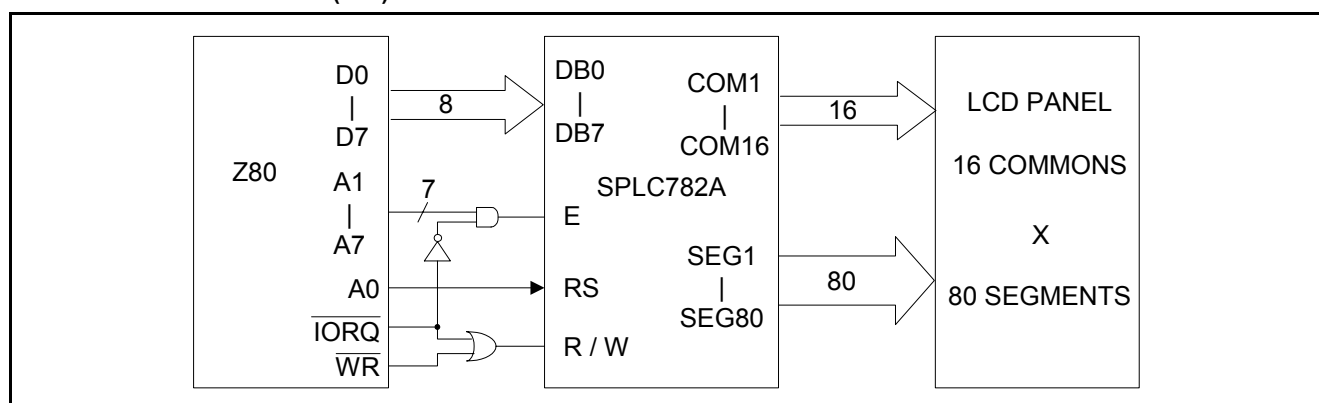 Z80
D0
|
D7
A1
|
A7
A0
IORQ
WR
8
7
DB0
|
DB7
E
RS
R / W
SPLC782A
COM1
|
COM16
SEG1
|
SEG80
16
80
LCD PANEL
16 COMMONS
X
80 SEGMENTS